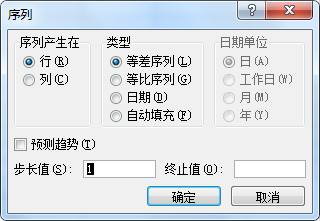 序列
序列产生在
行(R)
列(C)
类型
等差序列(L)
等比序列(G)
日期(D)
自动填充(F)
日期单位
日(A)
工作日(W)
月(M)
年(Y)
预测趋势(T)
步长值(S): 1 终止值(O):
确定 取消